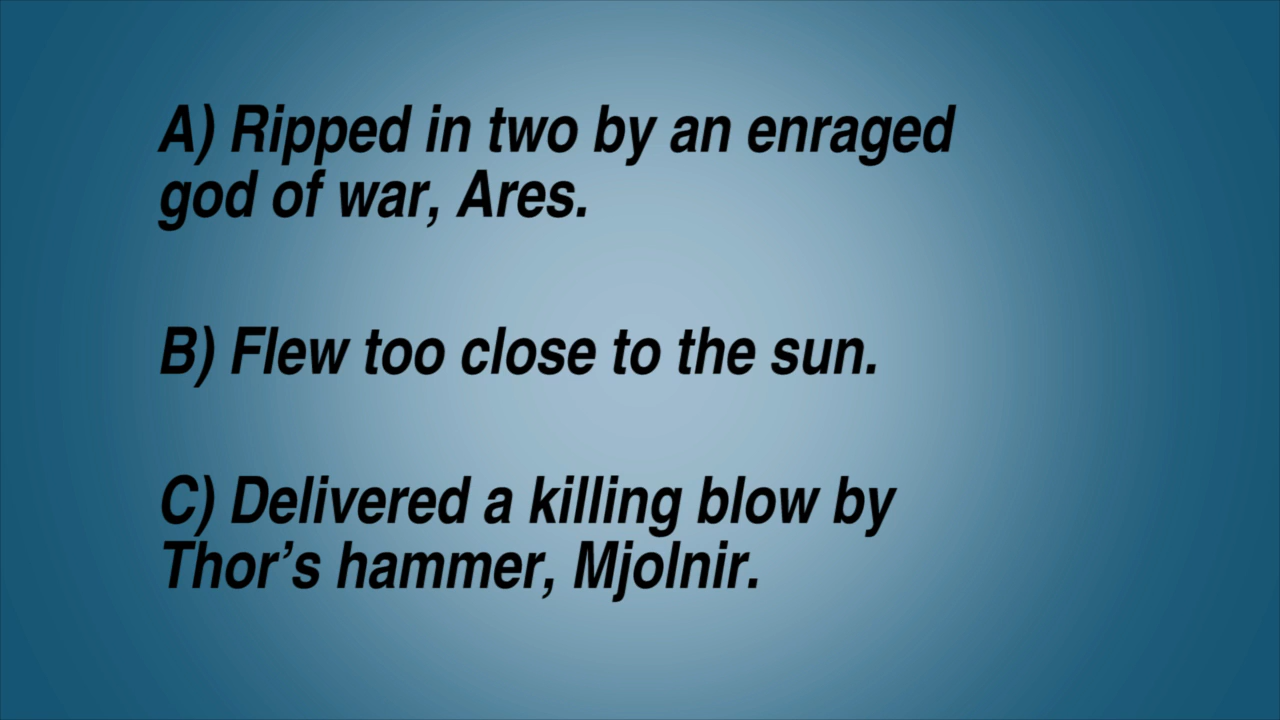 A) Ripped in two by an enraged
god of war, Ares.
B) Flew too close to the sun.
C) Delivered a killing blow by
Thor’s hammer, Mjolnir.